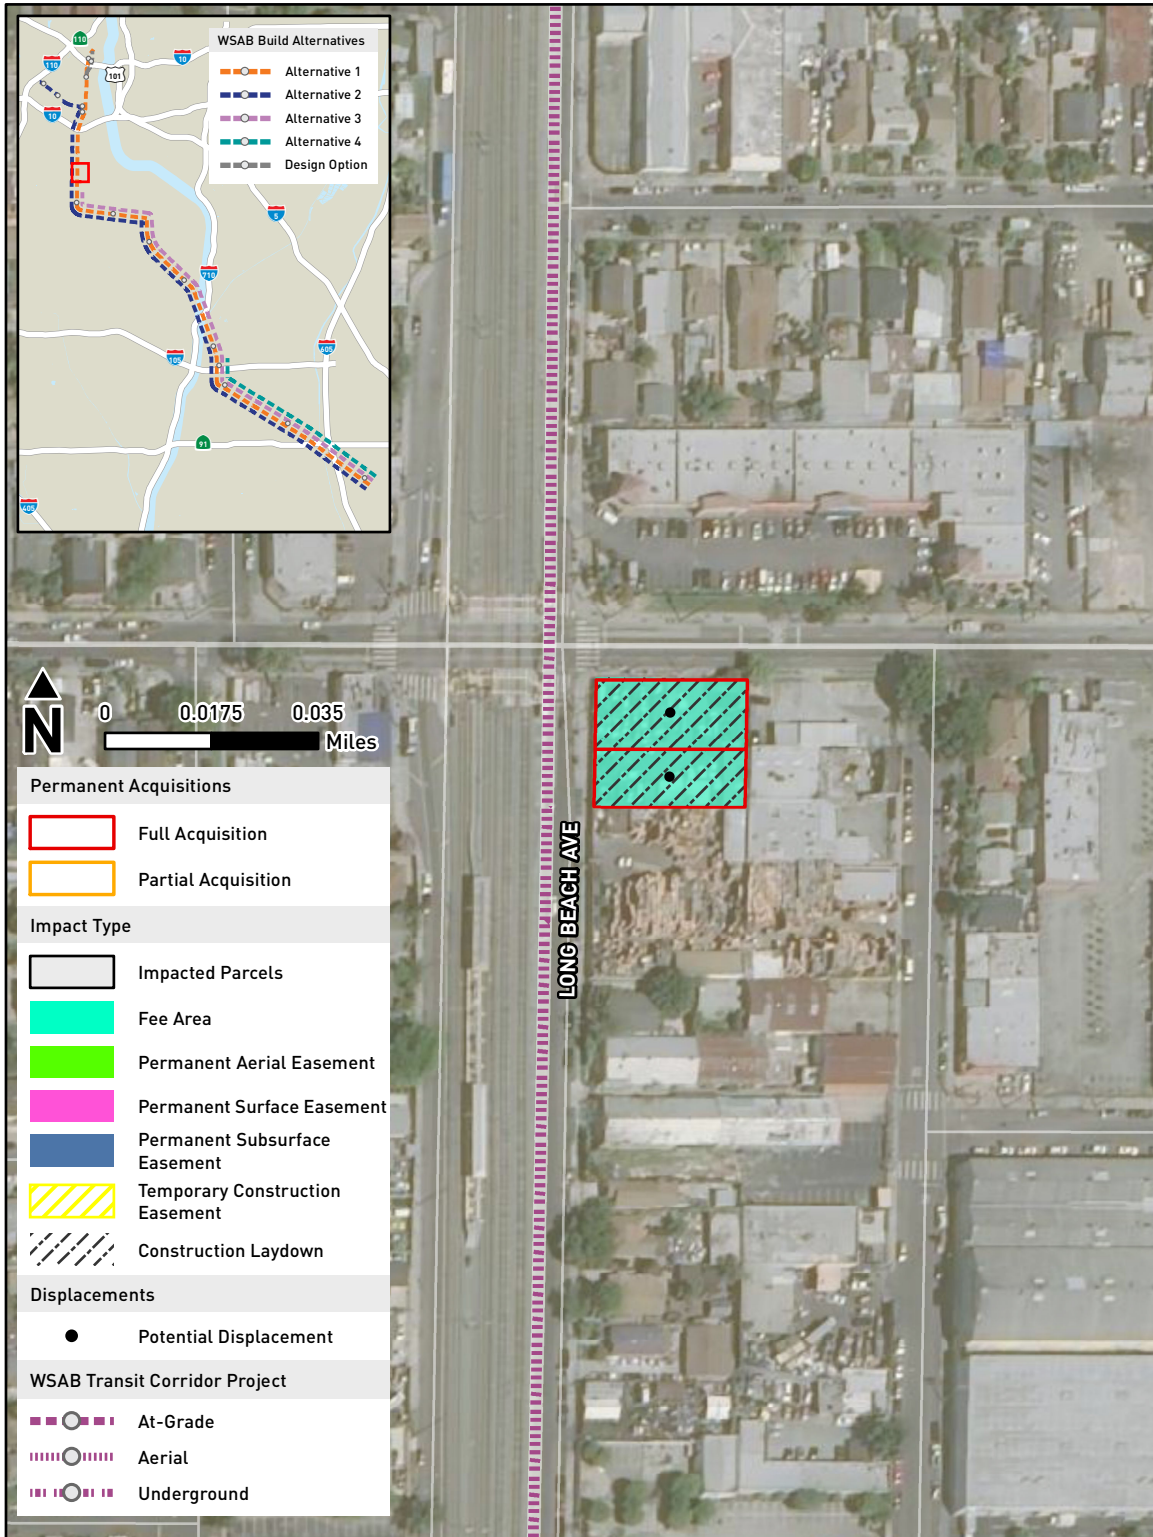 WSAB Build Alternatives
Alternative 1
Alternative 2
Alternative 3
Alternative 4
Design Option
110
110
10
101
10
5
710
105
605
91
405
N
0 0.0175 0.035
Miles
Permanent Acquisitions
Full Acquisition
Partial Acquisition
Impact Type
Impacted Parcels
Fee Area
Permanent Aerial Easement
Permanent Surface Easement
Permanent Subsurface
Easement
Temporary Construction
Easement
Construction Laydown
Displacements
Potential Displacement
WSAB Transit Corridor Project
At-Grade
Aerial
Underground
LONG BEACH AVE